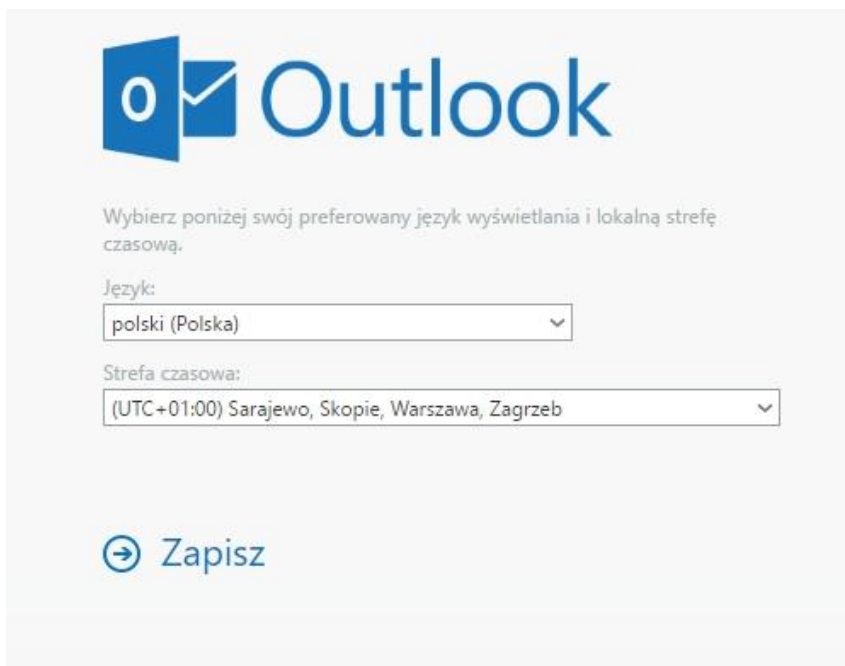 Outlook
Wybierz poniżej swój preferowany język wyświetlania i lokalną strefę
czasową.
Język:
polski (Polska)
Strefa czasowa:
(UTC+01:00) Sarajewo, Skopie, Warszawa, Zagrzeb
Zapisz